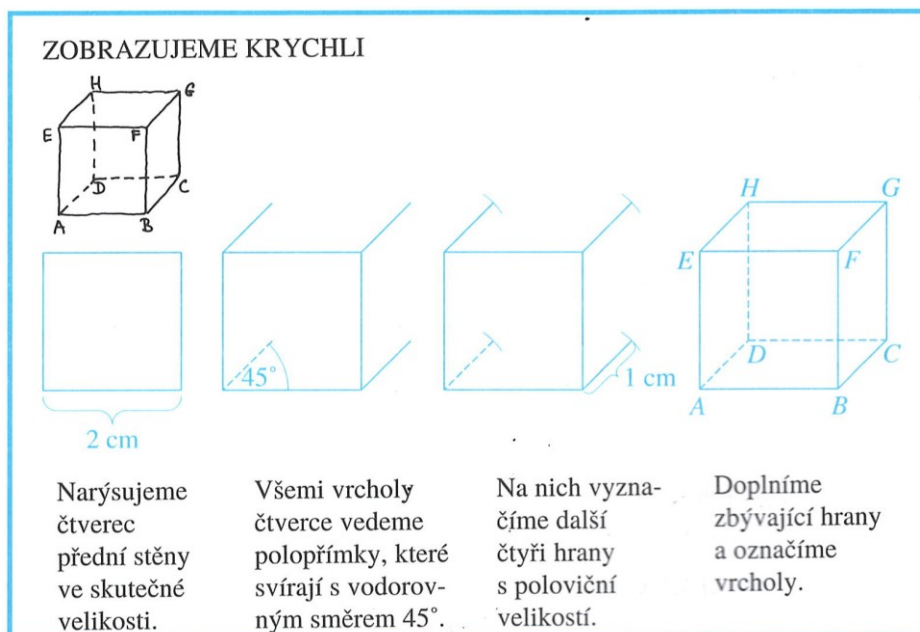 ZOBRAZUJEME KRYCHLI
H
G
E
F
D
C
A
B
45°
2 cm
1 cm
H
G
E
F
D
C
A
B
Narýsujeme
čtverec
přední stěny
ve skutečné
velikosti.
Všemi vrcholy
čtverce vedeme
polopřímky, které
svírají s vodorov-
ným směrem 45°.
Na nich vyzna-
číme další
čtyři hrany
s poloviční
velikostí.
Doplníme
zbývající hrany
a označíme
vrcholy.